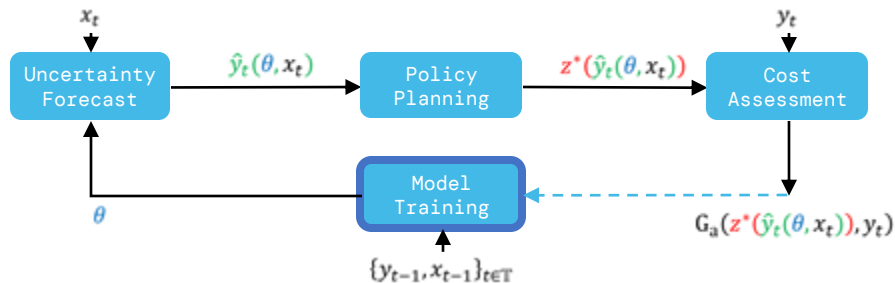 x_t
y_t
Uncertainty
Forecast
ŷ_t(θ, x_t)
Policy
Planning
z*(ŷ_t(θ, x_t))
Cost
Assessment
Model
Training
θ
G_a(z*(ŷ_t(θ, x_t)), y_t)
{y_{t−1}, x_{t−1}}_{t∈𝕋}